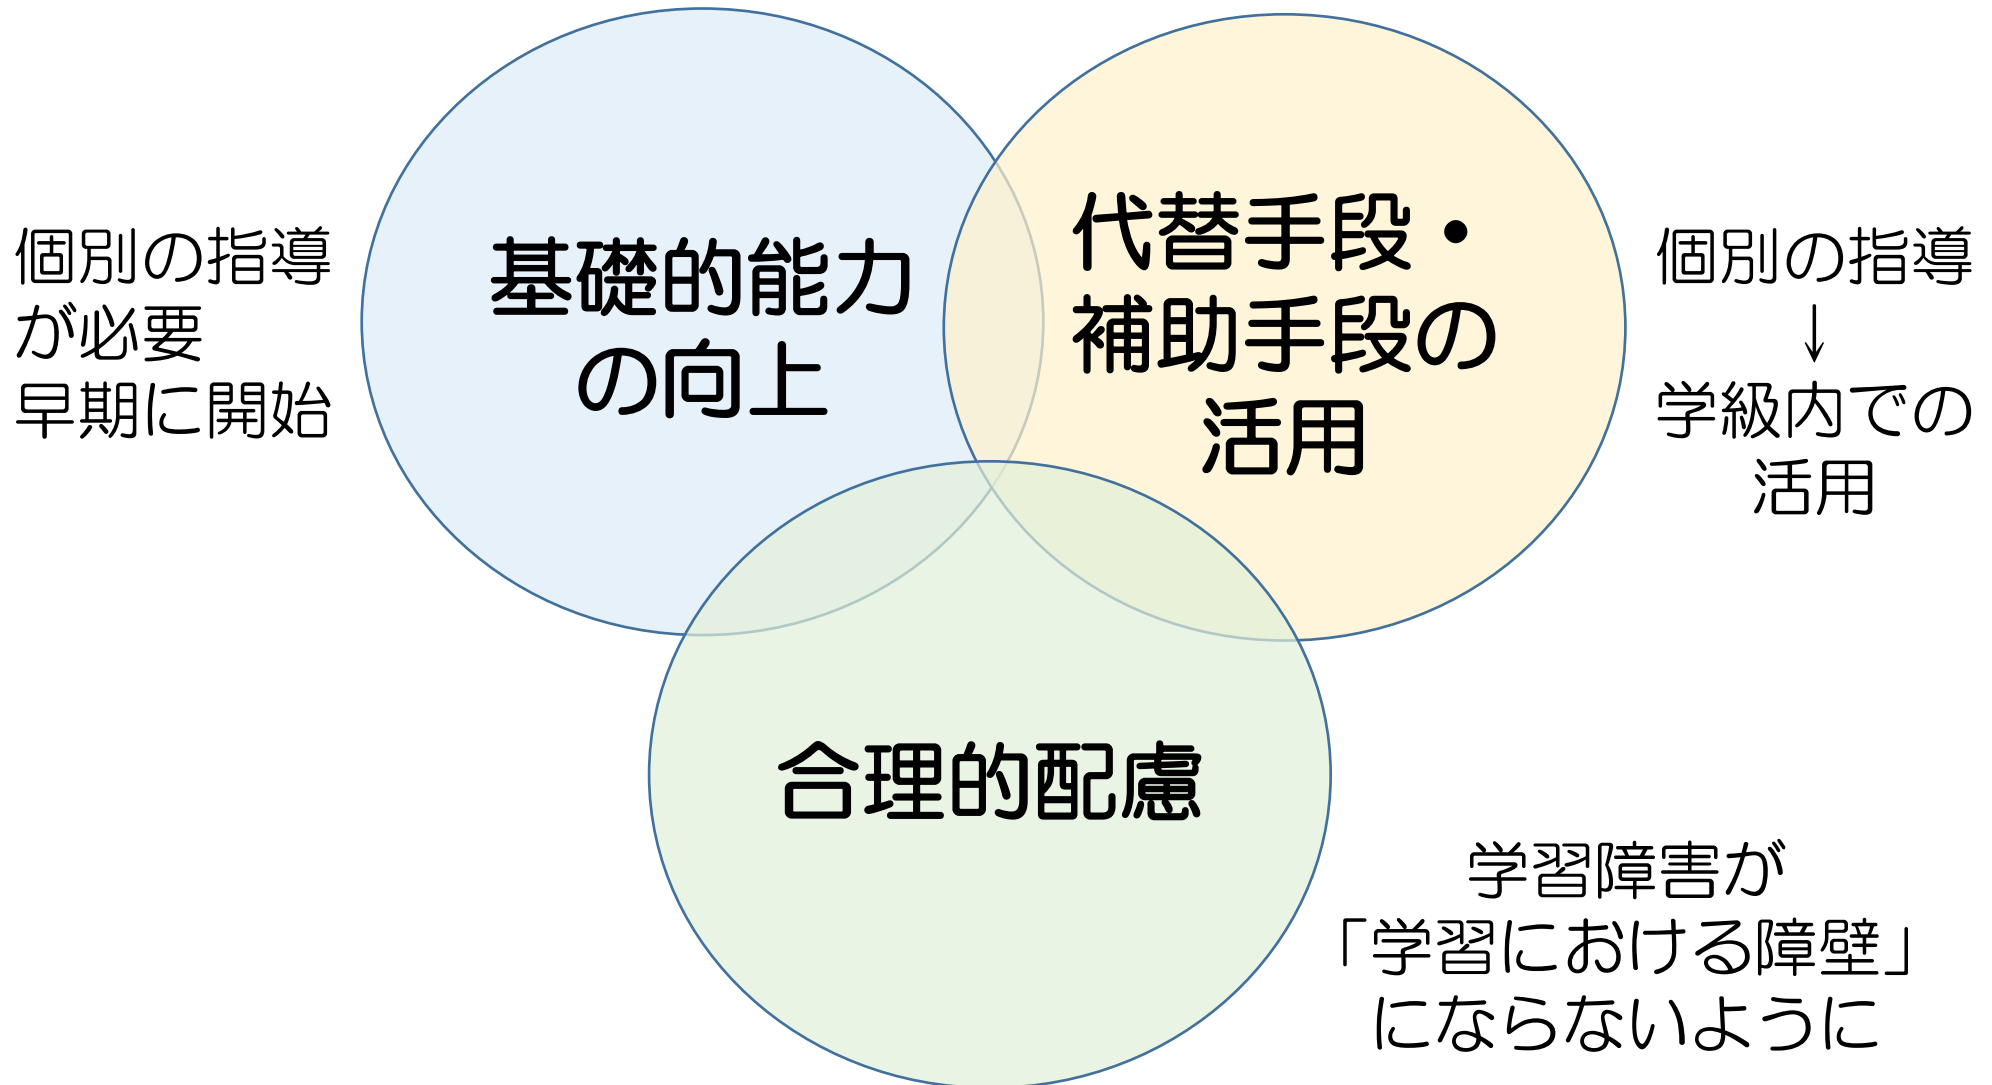 個別の指導
が必要
早期に開始
基礎的能力
の向上
代替手段・
補助手段の
活用
個別の指導
↓
学級内での
活用
合理的配慮
学習障害が
「学習における障壁」
にならないように